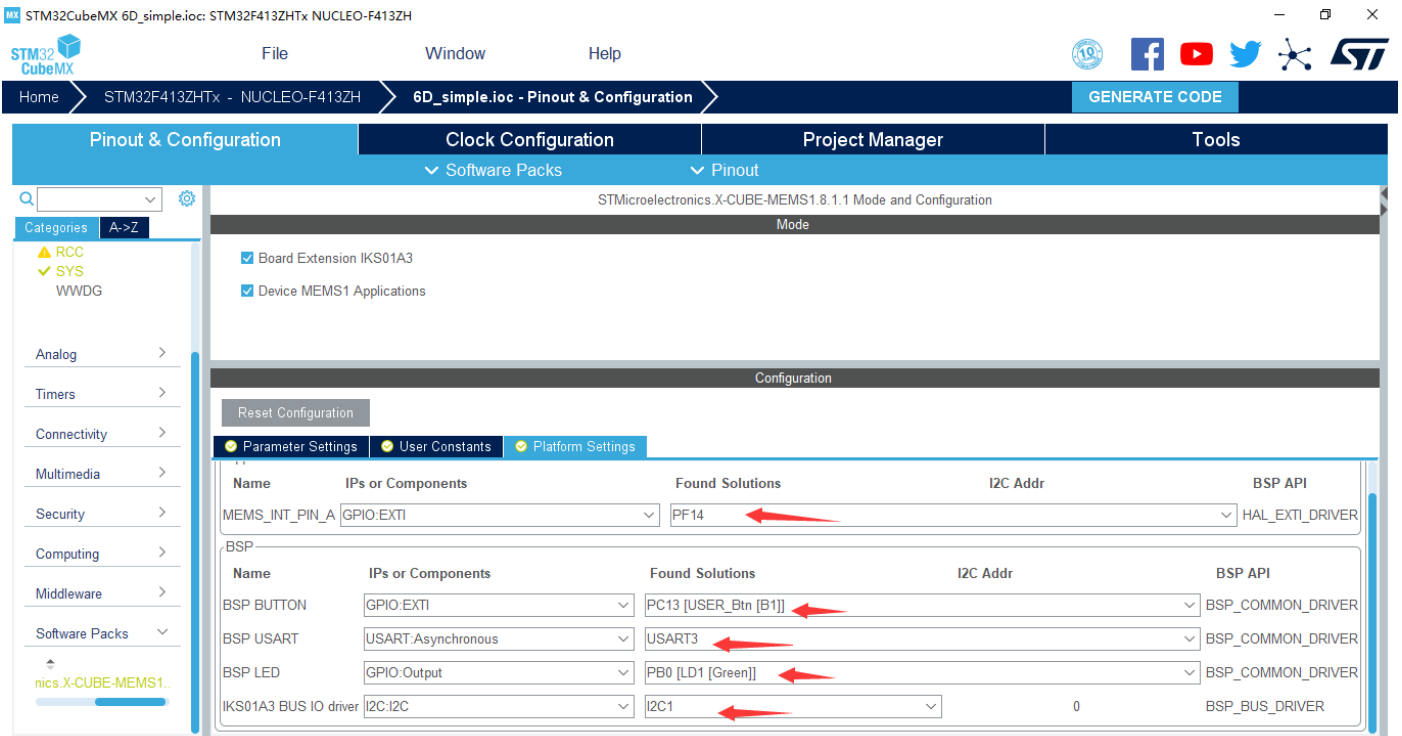 MX STM32CubeMX 6D_simple.ioc: STM32F413ZHTx NUCLEO-F413ZH
STM32 CubeMX
File Window Help
10
ST
Home STM32F413ZHTx - NUCLEO-F413ZH 6D_simple.ioc - Pinout & Configuration GENERATE CODE
Pinout & Configuration Clock Configuration Project Manager Tools
Software Packs Pinout
STMicroelectronics.X-CUBE-MEMS1.8.1.1 Mode and Configuration
Categories A->Z
Mode
RCC
SYS
WWDG
Board Extension IKS01A3
Device MEMS1 Applications
Analog
Timers
Connectivity
Multimedia
Security
Computing
Middleware
Software Packs
nics.X-CUBE-MEMS1..
Configuration
Reset Configuration
Parameter Settings User Constants Platform Settings
Name IPs or Components Found Solutions I2C Addr BSP API
MEMS_INT_PIN_A GPIO:EXTI PF14 HAL_EXTI_DRIVER
BSP
Name IPs or Components Found Solutions I2C Addr BSP API
BSP BUTTON GPIO:EXTI PC13 [USER_Btn [B1]] BSP_COMMON_DRIVER
BSP USART USART:Asynchronous USART3 BSP_COMMON_DRIVER
BSP LED GPIO:Output PB0 [LD1 [Green]] BSP_COMMON_DRIVER
IKS01A3 BUS IO driver I2C:I2C I2C1 0 BSP_BUS_DRIVER